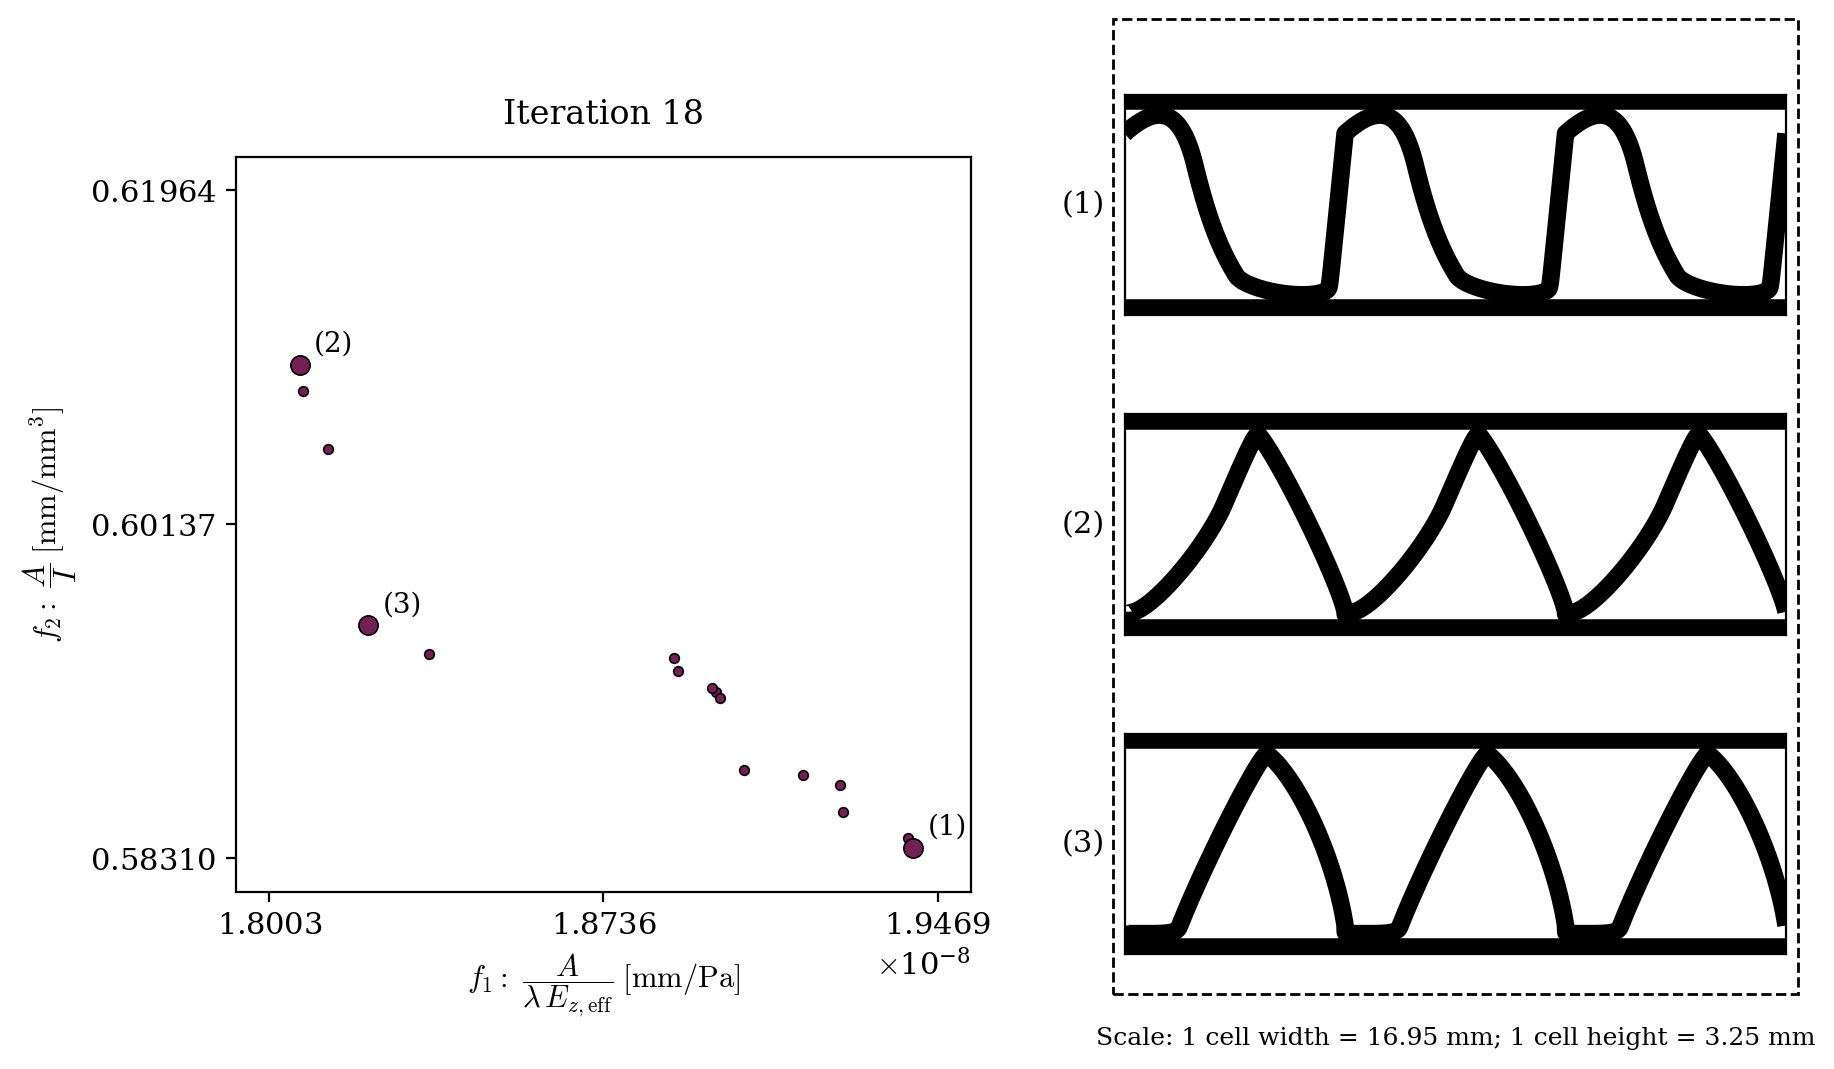 Iteration 18
0.61964
0.60137
0.58310
f₂: A/I [mm/mm³]
(2)
(3)
(1)
1.8003 1.8736 1.9469
×10⁻⁸
f₁: A/(λ E_z,eff) [mm/Pa]
(1)
(2)
(3)
Scale: 1 cell width = 16.95 mm; 1 cell height = 3.25 mm